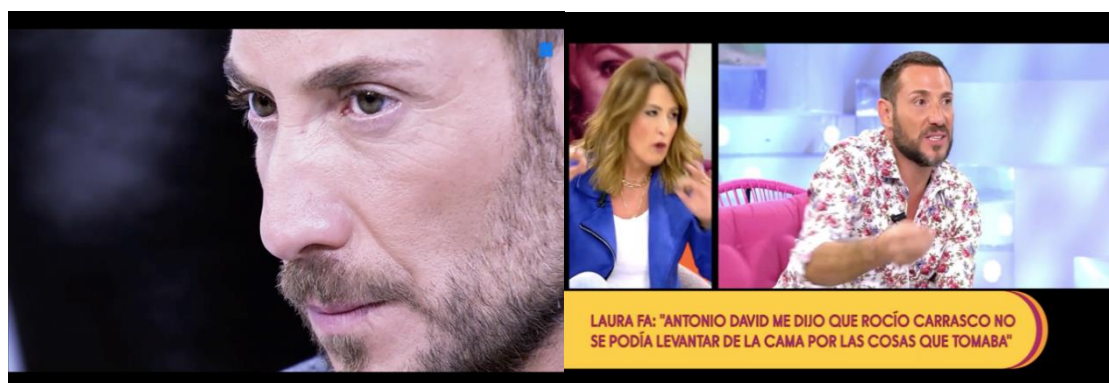 LAURA FA: "ANTONIO DAVID ME DIJO QUE ROCÍO CARRASCO NO
SE PODÍA LEVANTAR DE LA CAMA POR LAS COSAS QUE TOMABA"